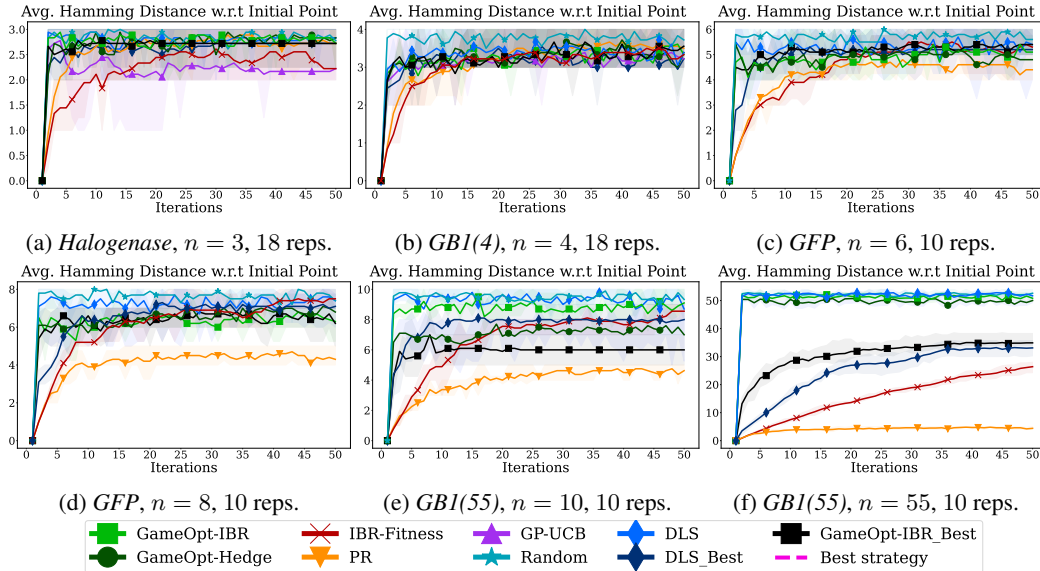 Avg. Hamming Distance w.r.t Initial Point
3.0
2.5
2.0
1.5
1.0
0.5
0.0
0 5 10 15 20 25 30 35 40 45 50
Iterations
(a) Halogenase, n = 3, 18 reps.
Avg. Hamming Distance w.r.t Initial Point
4
3
2
1
0
0 5 10 15 20 25 30 35 40 45 50
Iterations
(b) GB1(4), n = 4, 18 reps.
Avg. Hamming Distance w.r.t Initial Point
6
5
4
3
2
1
0
0 5 10 15 20 25 30 35 40 45 50
Iterations
(c) GFP, n = 6, 10 reps.
Avg. Hamming Distance w.r.t Initial Point
8
6
4
2
0
0 5 10 15 20 25 30 35 40 45 50
Iterations
(d) GFP, n = 8, 10 reps.
Avg. Hamming Distance w.r.t Initial Point
10
8
6
4
2
0
0 5 10 15 20 25 30 35 40 45 50
Iterations
(e) GB1(55), n = 10, 10 reps.
Avg. Hamming Distance w.r.t Initial Point
50
40
30
20
10
0
0 5 10 15 20 25 30 35 40 45 50
Iterations
(f) GB1(55), n = 55, 10 reps.
GameOpt-IBR IBR-Fitness GP-UCB DLS GameOpt-IBR_Best
GameOpt-Hedge PR Random DLS_Best Best strategy